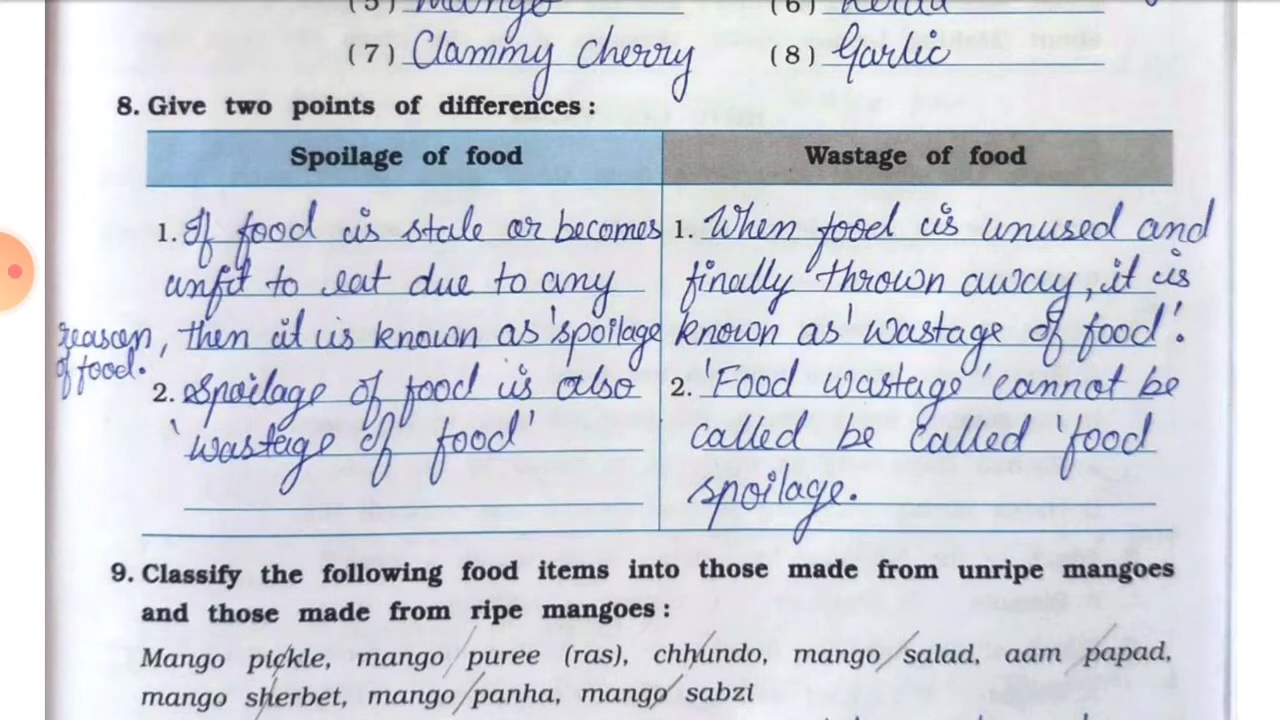 (5) Mango (6) Kerda
(7) Clammy Cherry (8) Garlic
8. Give two points of differences :
Spoilage of food Wastage of food
1. If food is stale or becomes
unfit to eat due to any
reason, then it is known as 'spoilage
of food.
2. Spoilage of food is also
'wastage of food'
1. When food is unused and
finally thrown away, it is
known as 'wastage of food'.
2. 'Food wastage' cannot be
called be called 'food
spoilage.
9. Classify the following food items into those made from unripe mangoes
and those made from ripe mangoes :
Mango pickle, mango puree (ras), chhundo, mango salad, aam papad,
mango sherbet, mango panha, mango sabzi